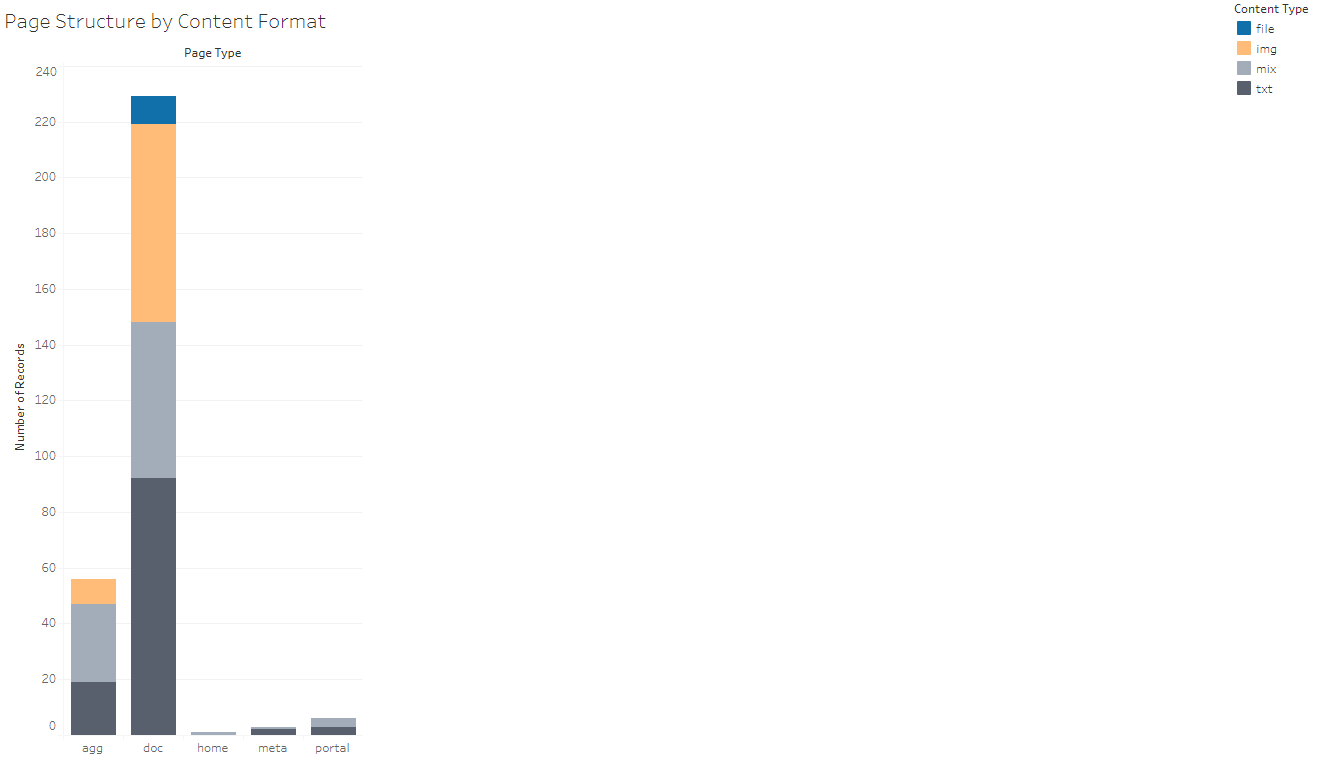 Page Structure by Content Format
Page Type
Number of Records
240
220
200
180
160
140
120
100
80
60
40
20
0
agg doc home meta portal
Content Type
file
img
mix
txt